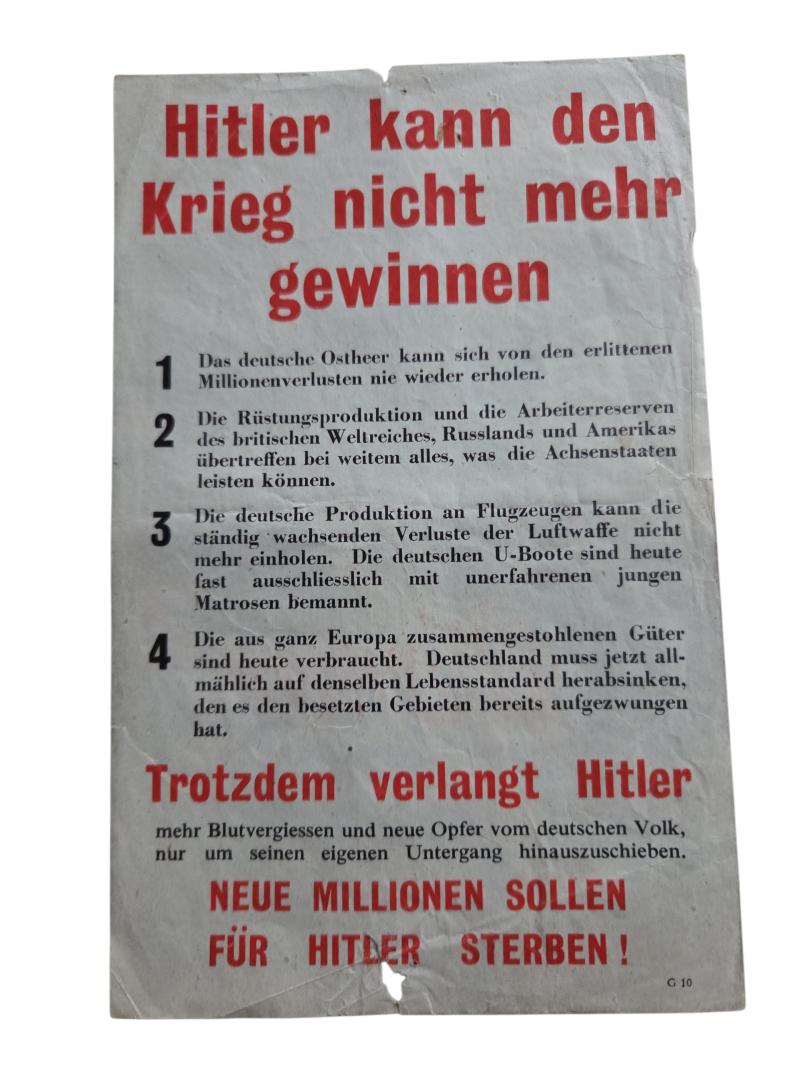 Hitler kann den
Krieg nicht mehr
gewinnen
1 Das deutsche Ostheer kann sich von den erlittenen
Millionenverlusten nie wieder erholen.
2 Die Rüstungsproduktion und die Arbeiterreserven
des britischen Weltreiches, Russlands und Amerikas
übertreffen bei weitem alles, was die Achsenstaaten
leisten können.
3 Die deutsche Produktion an Flugzeugen kann die
ständig wachsenden Verluste der Luftwaffe nicht
mehr einholen. Die deutschen U-Boote sind heute
fast ausschliesslich mit unerfahrenen jungen
Matrosen bemannt.
4 Die aus ganz Europa zusammengestohlenen Güter
sind heute verbraucht. Deutschland muss jetzt all-
mählich auf denselben Lebensstandard herabsinken,
den es den besetzten Gebieten bereits aufgezwungen
hat.
Trotzdem verlangt Hitler
mehr Blutvergiessen und neue Opfer vom deutschen Volk,
nur um seinen eigenen Untergang hinauszuschieben.
NEUE MILLIONEN SOLLEN
FÜR HITLER STERBEN !
G 10